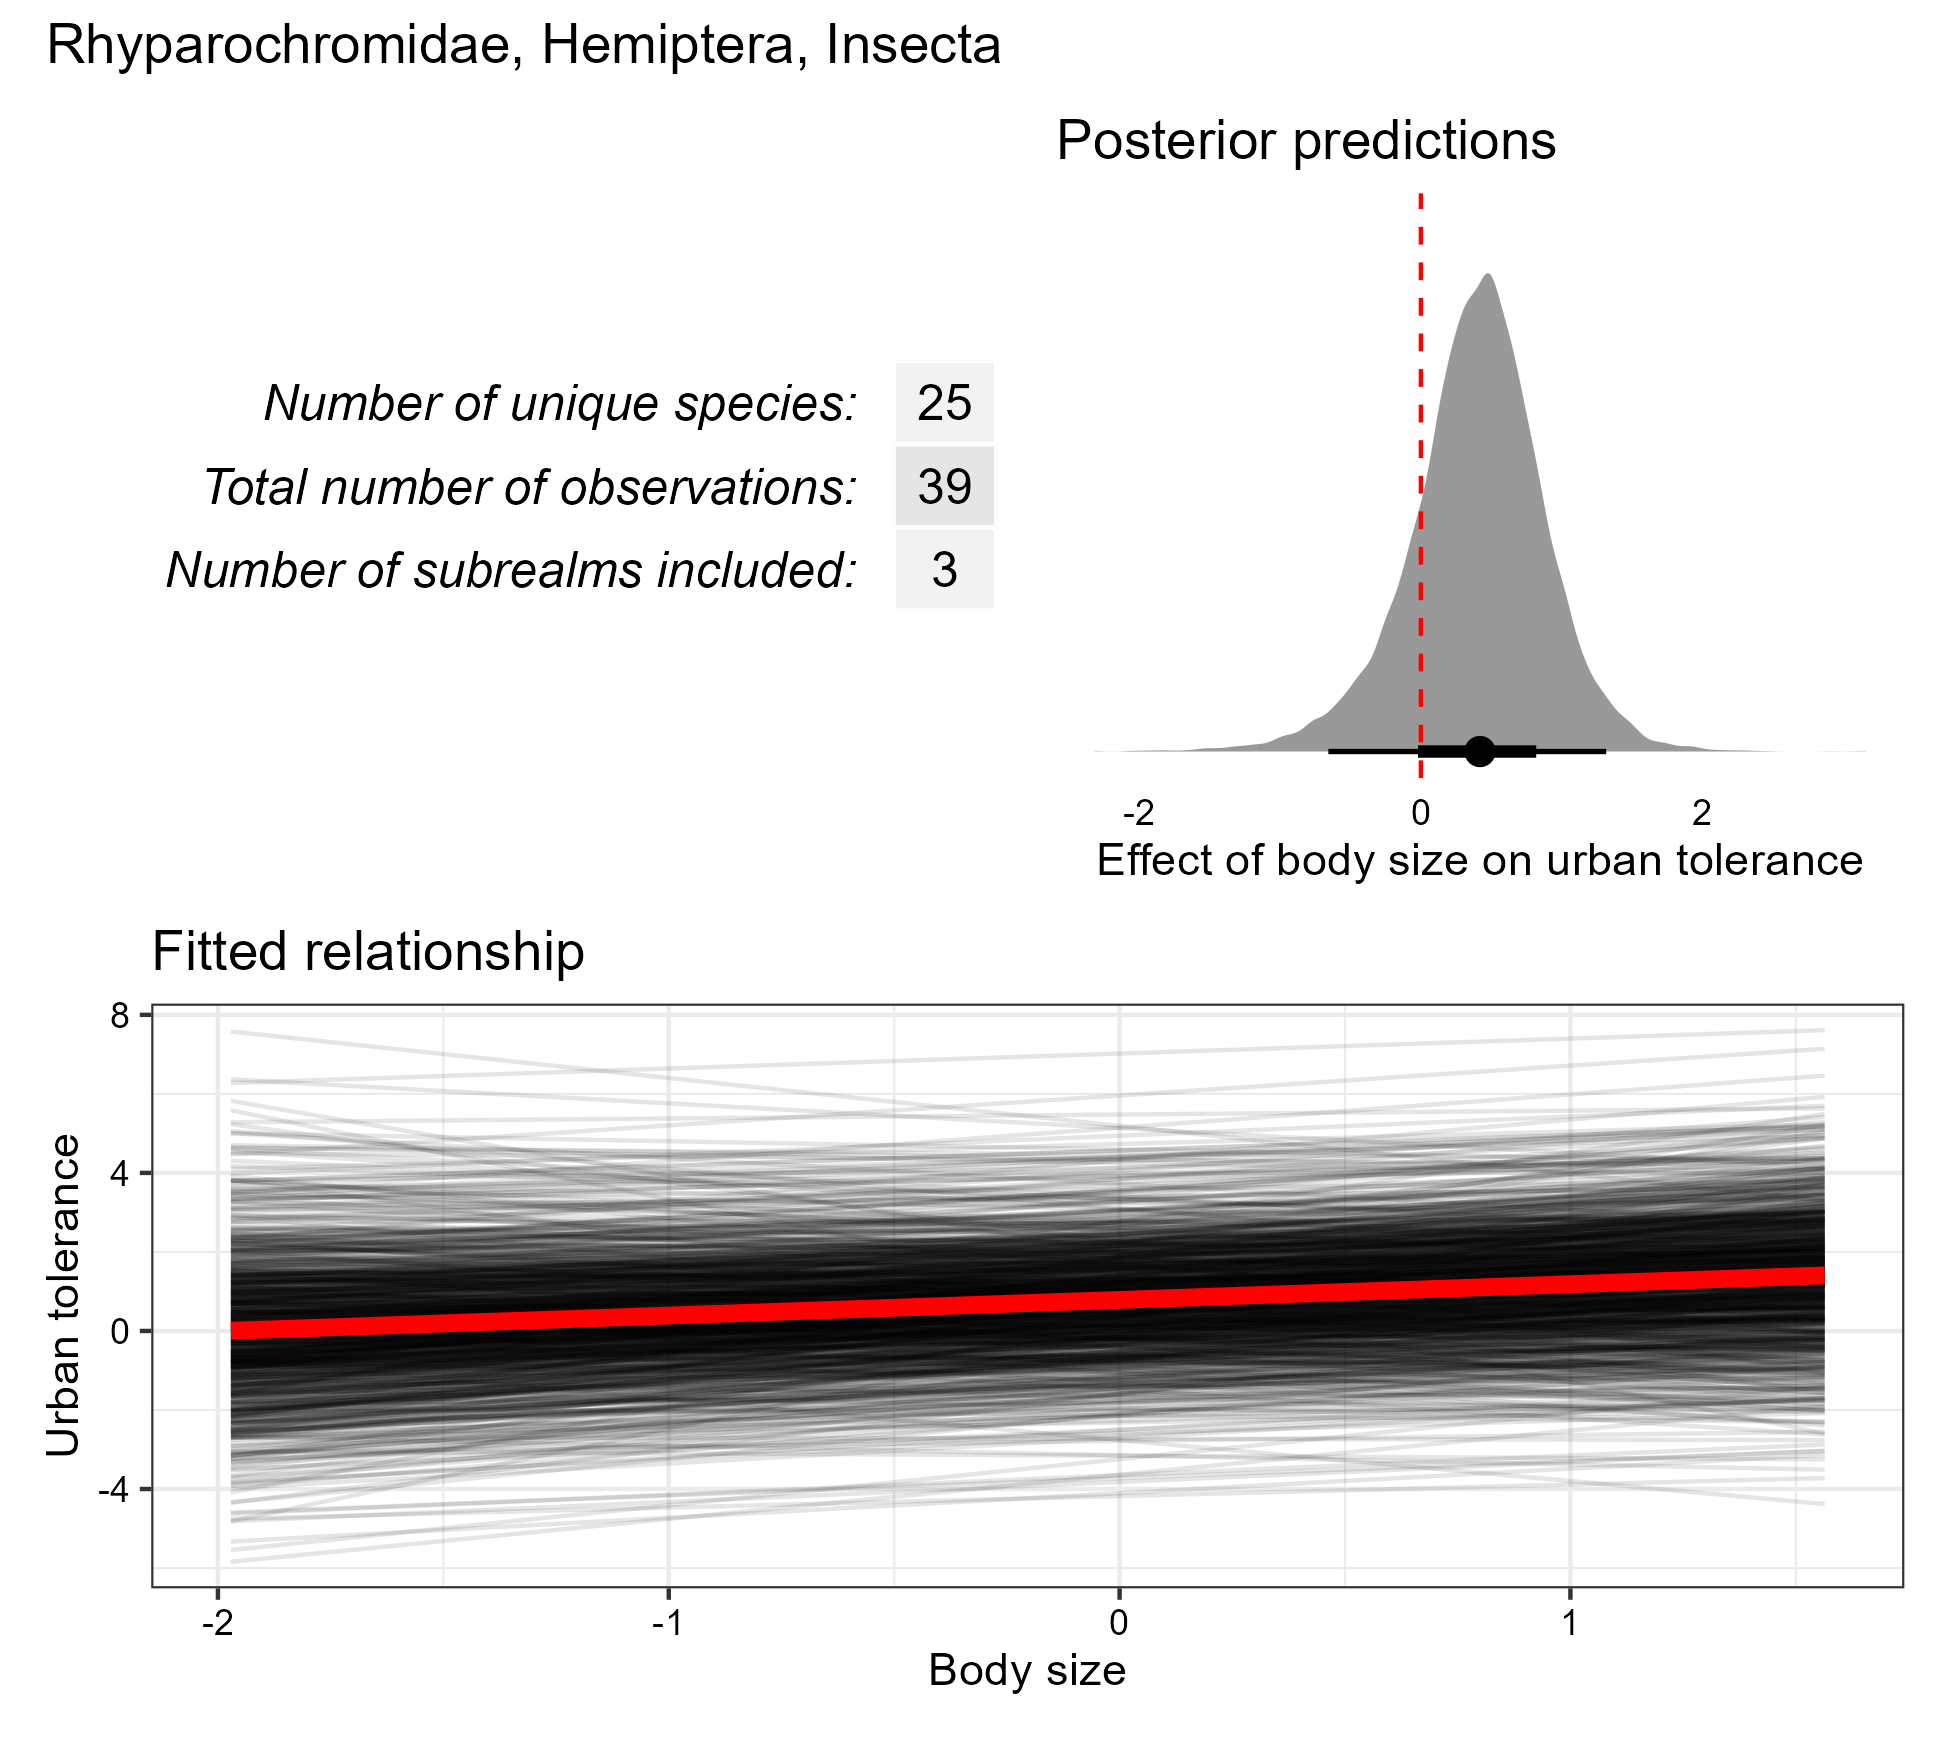 Rhyparochromidae, Hemiptera, Insecta
Posterior predictions
Number of unique species: 25
Total number of observations: 39
Number of subrealms included: 3
-2 0 2
Effect of body size on urban tolerance
Fitted relationship
8
4
0
-4
Urban tolerance
-2 -1 0 1
Body size